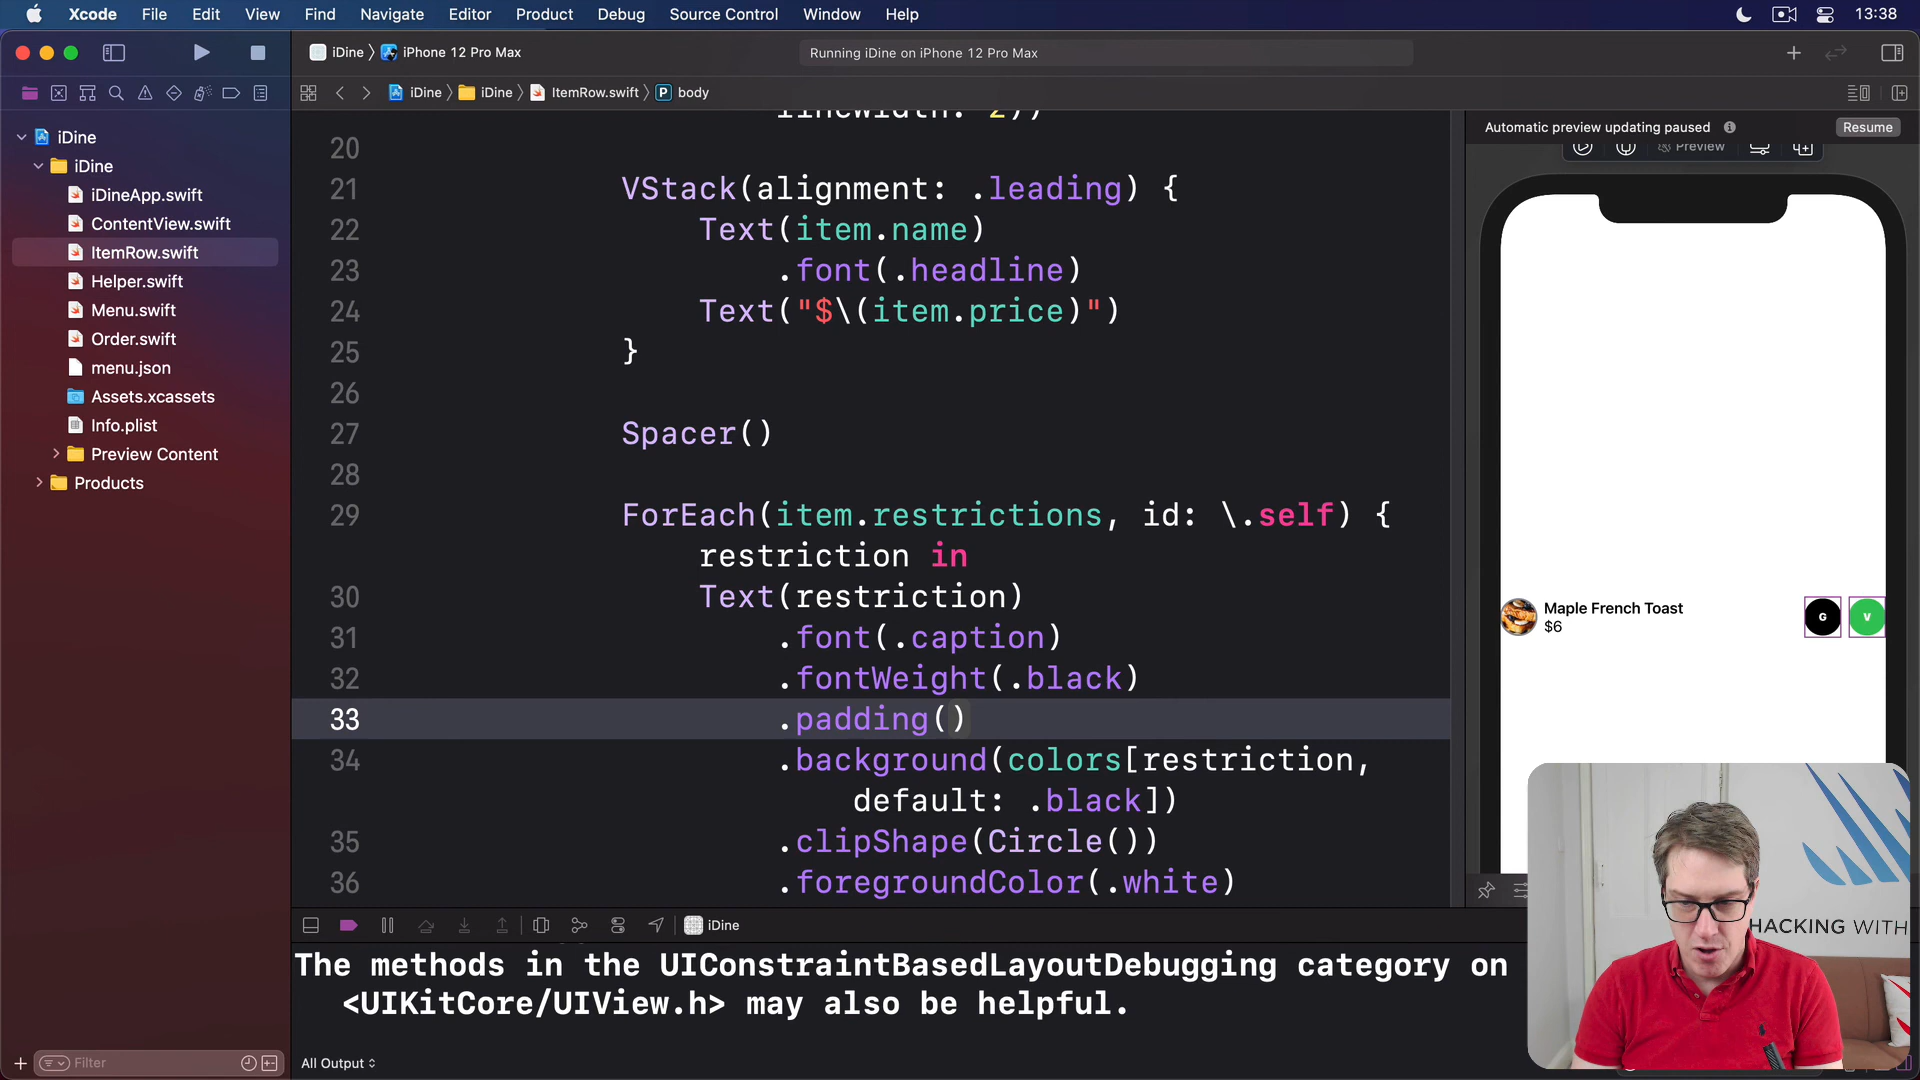 Xcode File Edit View Find Navigate Editor Product Debug Source Control Window Help 13:38
iDine iPhone 12 Pro Max Running iDine on iPhone 12 Pro Max
iDine iDine ItemRow.swift P body
iDine
iDine
iDineApp.swift
ContentView.swift
ItemRow.swift
Helper.swift
Menu.swift
Order.swift
menu.json
Assets.xcassets
Info.plist
Preview Content
Products
Filter
lineWidth: 2))
20
21 VStack(alignment: .leading) {
22 Text(item.name)
23 .font(.headline)
24 Text("$\(item.price)")
25 }
26
27 Spacer()
28
29 ForEach(item.restrictions, id: \.self) {
restriction in
30 Text(restriction)
31 .font(.caption)
32 .fontWeight(.black)
33 .padding()
34 .background(colors[restriction,
default: .black])
35 .clipShape(Circle())
36 .foregroundColor(.white)
Automatic preview updating paused Resume
Preview
Maple French Toast
$6
G V
HACKING WITH
iDine
The methods in the UIConstraintBasedLayoutDebugging category on
<UIKitCore/UIView.h> may also be helpful.
All Output